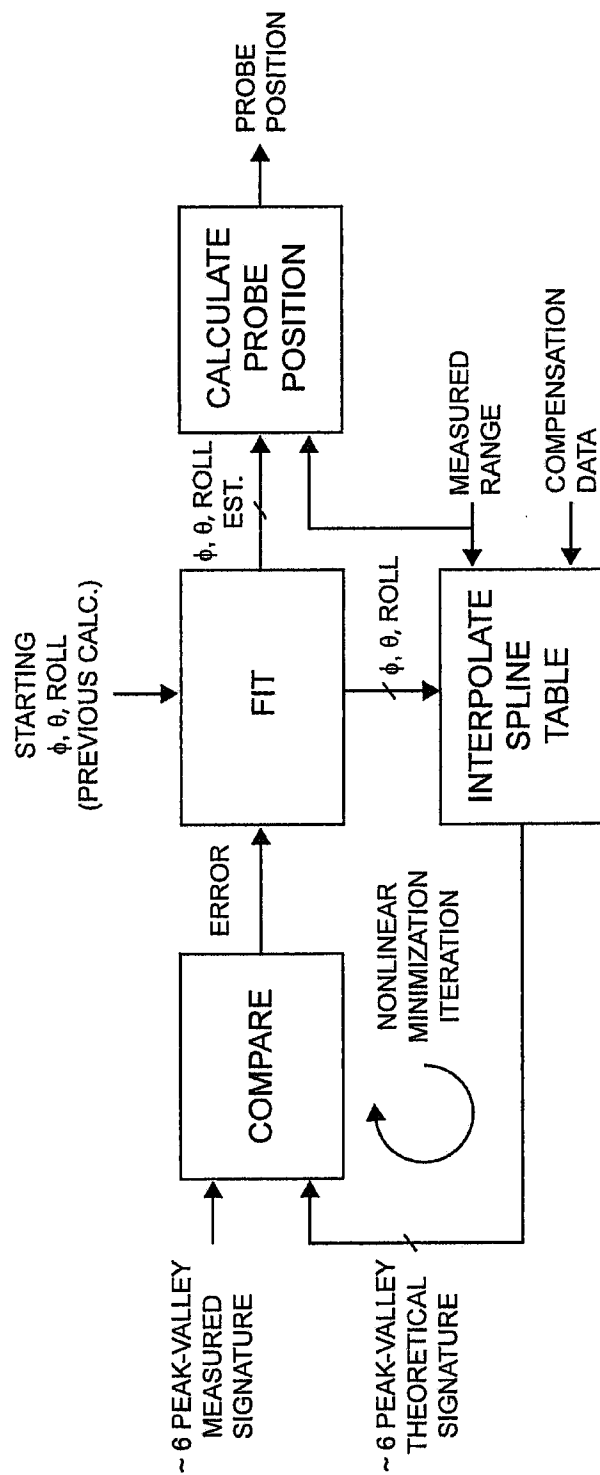 ~ 6 PEAK-VALLEY
MEASURED
SIGNATURE
~ 6 PEAK-VALLEY
THEORETICAL
SIGNATURE
COMPARE
ERROR
NONLINEAR
MINIMIZATION
ITERATION
STARTING
ϕ, θ, ROLL
(PREVIOUS CALC.)
FIT
ϕ, θ, ROLL
EST.
ϕ, θ, ROLL
INTERPOLATE
SPLINE
TABLE
CALCULATE
PROBE
POSITION
PROBE
POSITION
MEASURED
RANGE
COMPENSATION
DATA